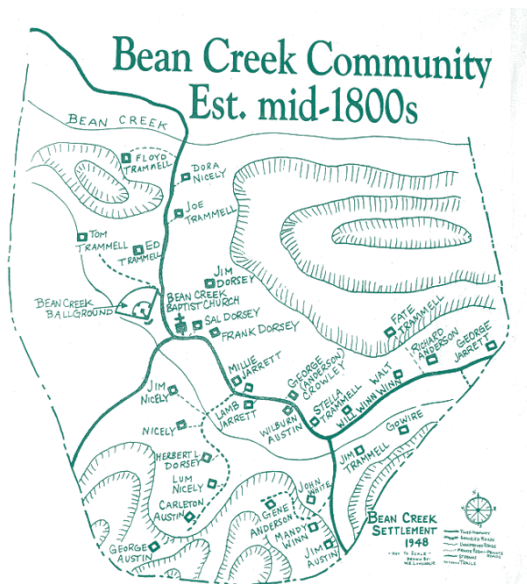 Bean Creek Community
Est. mid-1800s
BEAN CREEK
FLOYD
TRAMMELL
DORA
NICELY
JOE
TRAMMELL
TOM
TRAMMELL
ED
TRAMMELL
JIM
DORSEY
BEAN CREEK
BAPTIST CHURCH
BEAN CREEK
BALLGROUND
SAL DORSEY
FRANK DORSEY
FATE
TRAMMELL
RICHARD
ANDERSON
GEORGE
JARRETT
MILLIE
JARRETT
GEORGE
(ANDERSON)
CROWLEY
WALT
WINN
WILL WINN
STELLA
TRAMMELL
JIM
NICELY
LAMB
JARRETT
WILBURN
AUSTIN
NICELY
GOWIRE
JIM
TRAMMELL
HERBERT L.
DORSEY
LUM
NICELY
JOHN
WHITE
CARLETON
AUSTIN
GENE
ANDERSON
MANDY
WINN
GEORGE
AUSTIN
JIM
AUSTIN
BEAN CREEK
SETTLEMENT
1948